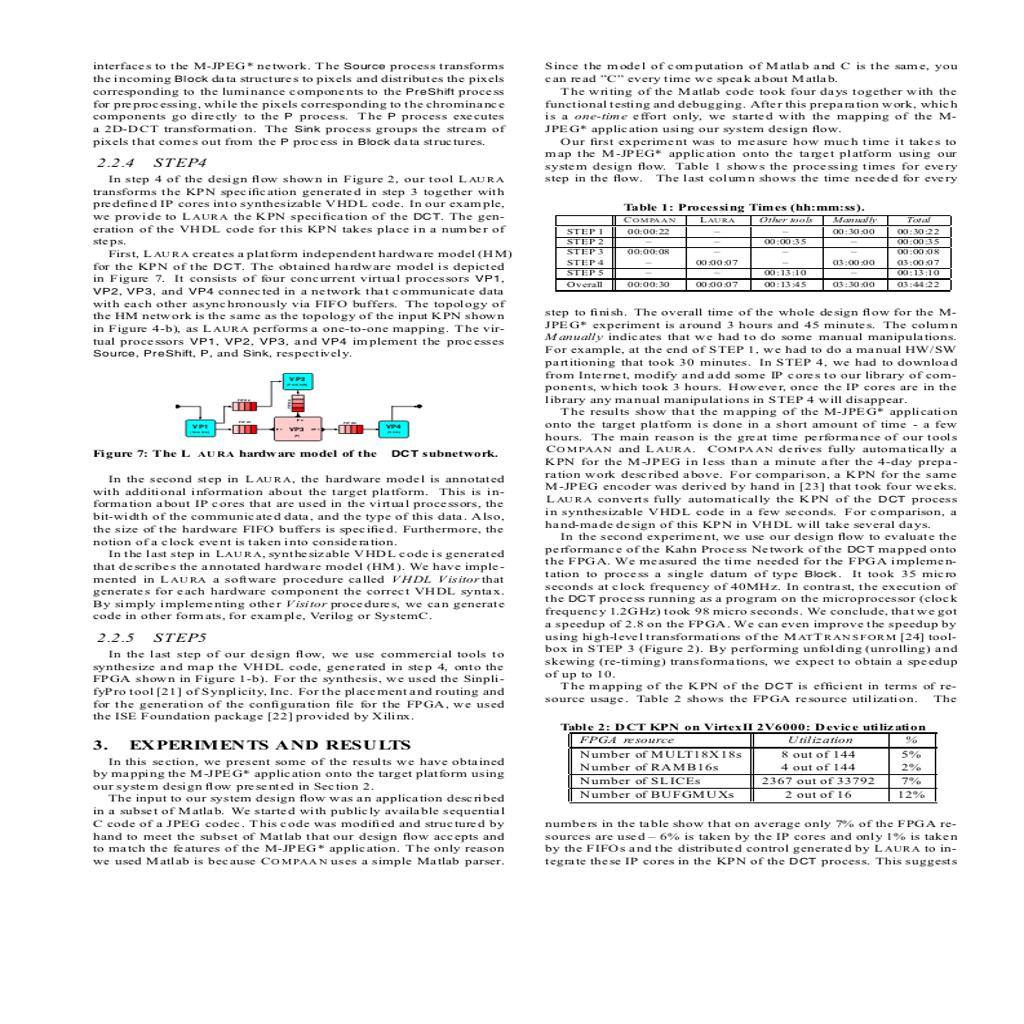 interfaces to the M-JPEG* network. The Source process transforms
the incoming Block data structures to pixels and distributes the pixels
corresponding to the luminance components to the PreShift process
for preprocessing, while the pixels corresponding to the chrominance
components go directly to the P process. The P process executes
a 2D-DCT transformation. The Sink process groups the stream of
pixels that comes out from the P process in Block data structures.
2.2.4 STEP4
In step 4 of the design flow shown in Figure 2, our tool LAURA
transforms the KPN specification generated in step 3 together with
predefined IP cores into synthesizable VHDL code. In our example,
we provide to LAURA the KPN specification of the DCT. The gen-
eration of the VHDL code for this KPN takes place in a number of
steps.
First, LAURA creates a platform independent hardware model (HM)
for the KPN of the DCT. The obtained hardware model is depicted
in Figure 7. It consists of four concurrent virtual processors VP1,
VP2, VP3, and VP4 connected in a network that communicate data
with each other asynchronously via FIFO buffers. The topology of
the HM network is the same as the topology of the input KPN shown
in Figure 4-b), as LAURA performs a one-to-one mapping. The vir-
tual processors VP1, VP2, VP3, and VP4 implement the processes
Source, PreShift, P, and Sink, respectively.
VP2
VP1
VP3
VP4
Figure 7: The LAURA hardware model of the DCT subnetwork.
In the second step in LAURA, the hardware model is annotated
with additional information about the target platform. This is in-
formation about IP cores that are used in the virtual processors, the
bit-width of the communicated data, and the type of this data. Also,
the size of the hardware FIFO buffers is specified. Furthermore, the
notion of a clock event is taken into consideration.
In the last step in LAURA, synthesizable VHDL code is generated
that describes the annotated hardware model (HM). We have imple-
mented in LAURA a software procedure called VHDL Visitor that
generates for each hardware component the correct VHDL syntax.
By simply implementing other Visitor procedures, we can generate
code in other formats, for example, Verilog or SystemC.
2.2.5 STEP5
In the last step of our design flow, we use commercial tools to
synthesize and map the VHDL code, generated in step 4, onto the
FPGA shown in Figure 1-b). For the synthesis, we used the Simpli-
fyPro tool [21] of Synplicity, Inc. For the placement and routing and
for the generation of the configuration file for the FPGA, we used
the ISE Foundation package [22] provided by Xilinx.
3. EXPERIMENTS AND RESULTS
In this section, we present some of the results we have obtained
by mapping the M-JPEG* application onto the target platform using
our system design flow presented in Section 2.
The input to our system design flow was an application described
in a subset of Matlab. We started with publicly available sequential
C code of a JPEG codec. This code was modified and structured by
hand to meet the subset of Matlab that our design flow accepts and
to match the features of the M-JPEG* application. The only reason
we used Matlab is because COMPAAN uses a simple Matlab parser.
Since the model of computation of Matlab and C is the same, you
can read "C" every time we speak about Matlab.
The writing of the Matlab code took four days together with the
functional testing and debugging. After this preparation work, which
is a one-time effort only, we started with the mapping of the M-
JPEG* application using our system design flow.
Our first experiment was to measure how much time it takes to
map the M-JPEG* application onto the target platform using our
system design flow. Table 1 shows the processing times for every
step in the flow. The last column shows the time needed for every
Table 1: Processing Times (hh:mm:ss).
COMPAAN LAURA Other tools Manually Total
STEP 1 00:00:22 – – 00:30:00 00:30:22
STEP 2 – – 00:00:35 – 00:00:35
STEP 3 00:00:08 – – – 00:00:08
STEP 4 – 00:00:07 – 03:00:00 03:00:07
STEP 5 – – 00:13:10 – 00:13:10
Overall 00:00:30 00:00:07 00:13:45 03:30:00 03:44:22
step to finish. The overall time of the whole design flow for the M-
JPEG* experiment is around 3 hours and 45 minutes. The column
Manually indicates that we had to do some manual manipulations.
For example, at the end of STEP 1, we had to do a manual HW/SW
partitioning that took 30 minutes. In STEP 4, we had to download
from Internet, modify and add some IP cores to our library of com-
ponents, which took 3 hours. However, once the IP cores are in the
library any manual manipulations in STEP 4 will disappear.
The results show that the mapping of the M-JPEG* application
onto the target platform is done in a short amount of time - a few
hours. The main reason is the great time performance of our tools
COMPAAN and LAURA. COMPAAN derives fully automatically a
KPN for the M-JPEG in less than a minute after the 4-day prepa-
ration work described above. For comparison, a KPN for the same
M-JPEG encoder was derived by hand in [23] that took four weeks.
LAURA converts fully automatically the KPN of the DCT process
in synthesizable VHDL code in a few seconds. For comparison, a
hand-made design of this KPN in VHDL will take several days.
In the second experiment, we use our design flow to evaluate the
performance of the Kahn Process Network of the DCT mapped onto
the FPGA. We measured the time needed for the FPGA implemen-
tation to process a single datum of type Block. It took 35 micro
seconds at clock frequency of 40MHz. In contrast, the execution of
the DCT process running as a program on the microprocessor (clock
frequency 1.2GHz) took 98 micro seconds. We conclude, that we got
a speedup of 2.8 on the FPGA. We can even improve the speedup by
using high-level transformations of the MATTRANSFORM [24] tool-
box in STEP 3 (Figure 2). By performing unfolding (unrolling) and
skewing (re-timing) transformations, we expect to obtain a speedup
of up to 10.
The mapping of the KPN of the DCT is efficient in terms of re-
source usage. Table 2 shows the FPGA resource utilization. The
Table 2: DCT KPN on VirtexII 2V6000: Device utilization
FPGA resource Utilization %
Number of MULT18X18s 8 out of 144 5%
Number of RAMB16s 4 out of 144 2%
Number of SLICEs 2367 out of 33792 7%
Number of BUFGMUXs 2 out of 16 12%
numbers in the table show that on average only 7% of the FPGA re-
sources are used – 6% is taken by the IP cores and only 1% is taken
by the FIFOs and the distributed control generated by LAURA to in-
tegrate these IP cores in the KPN of the DCT process. This suggests